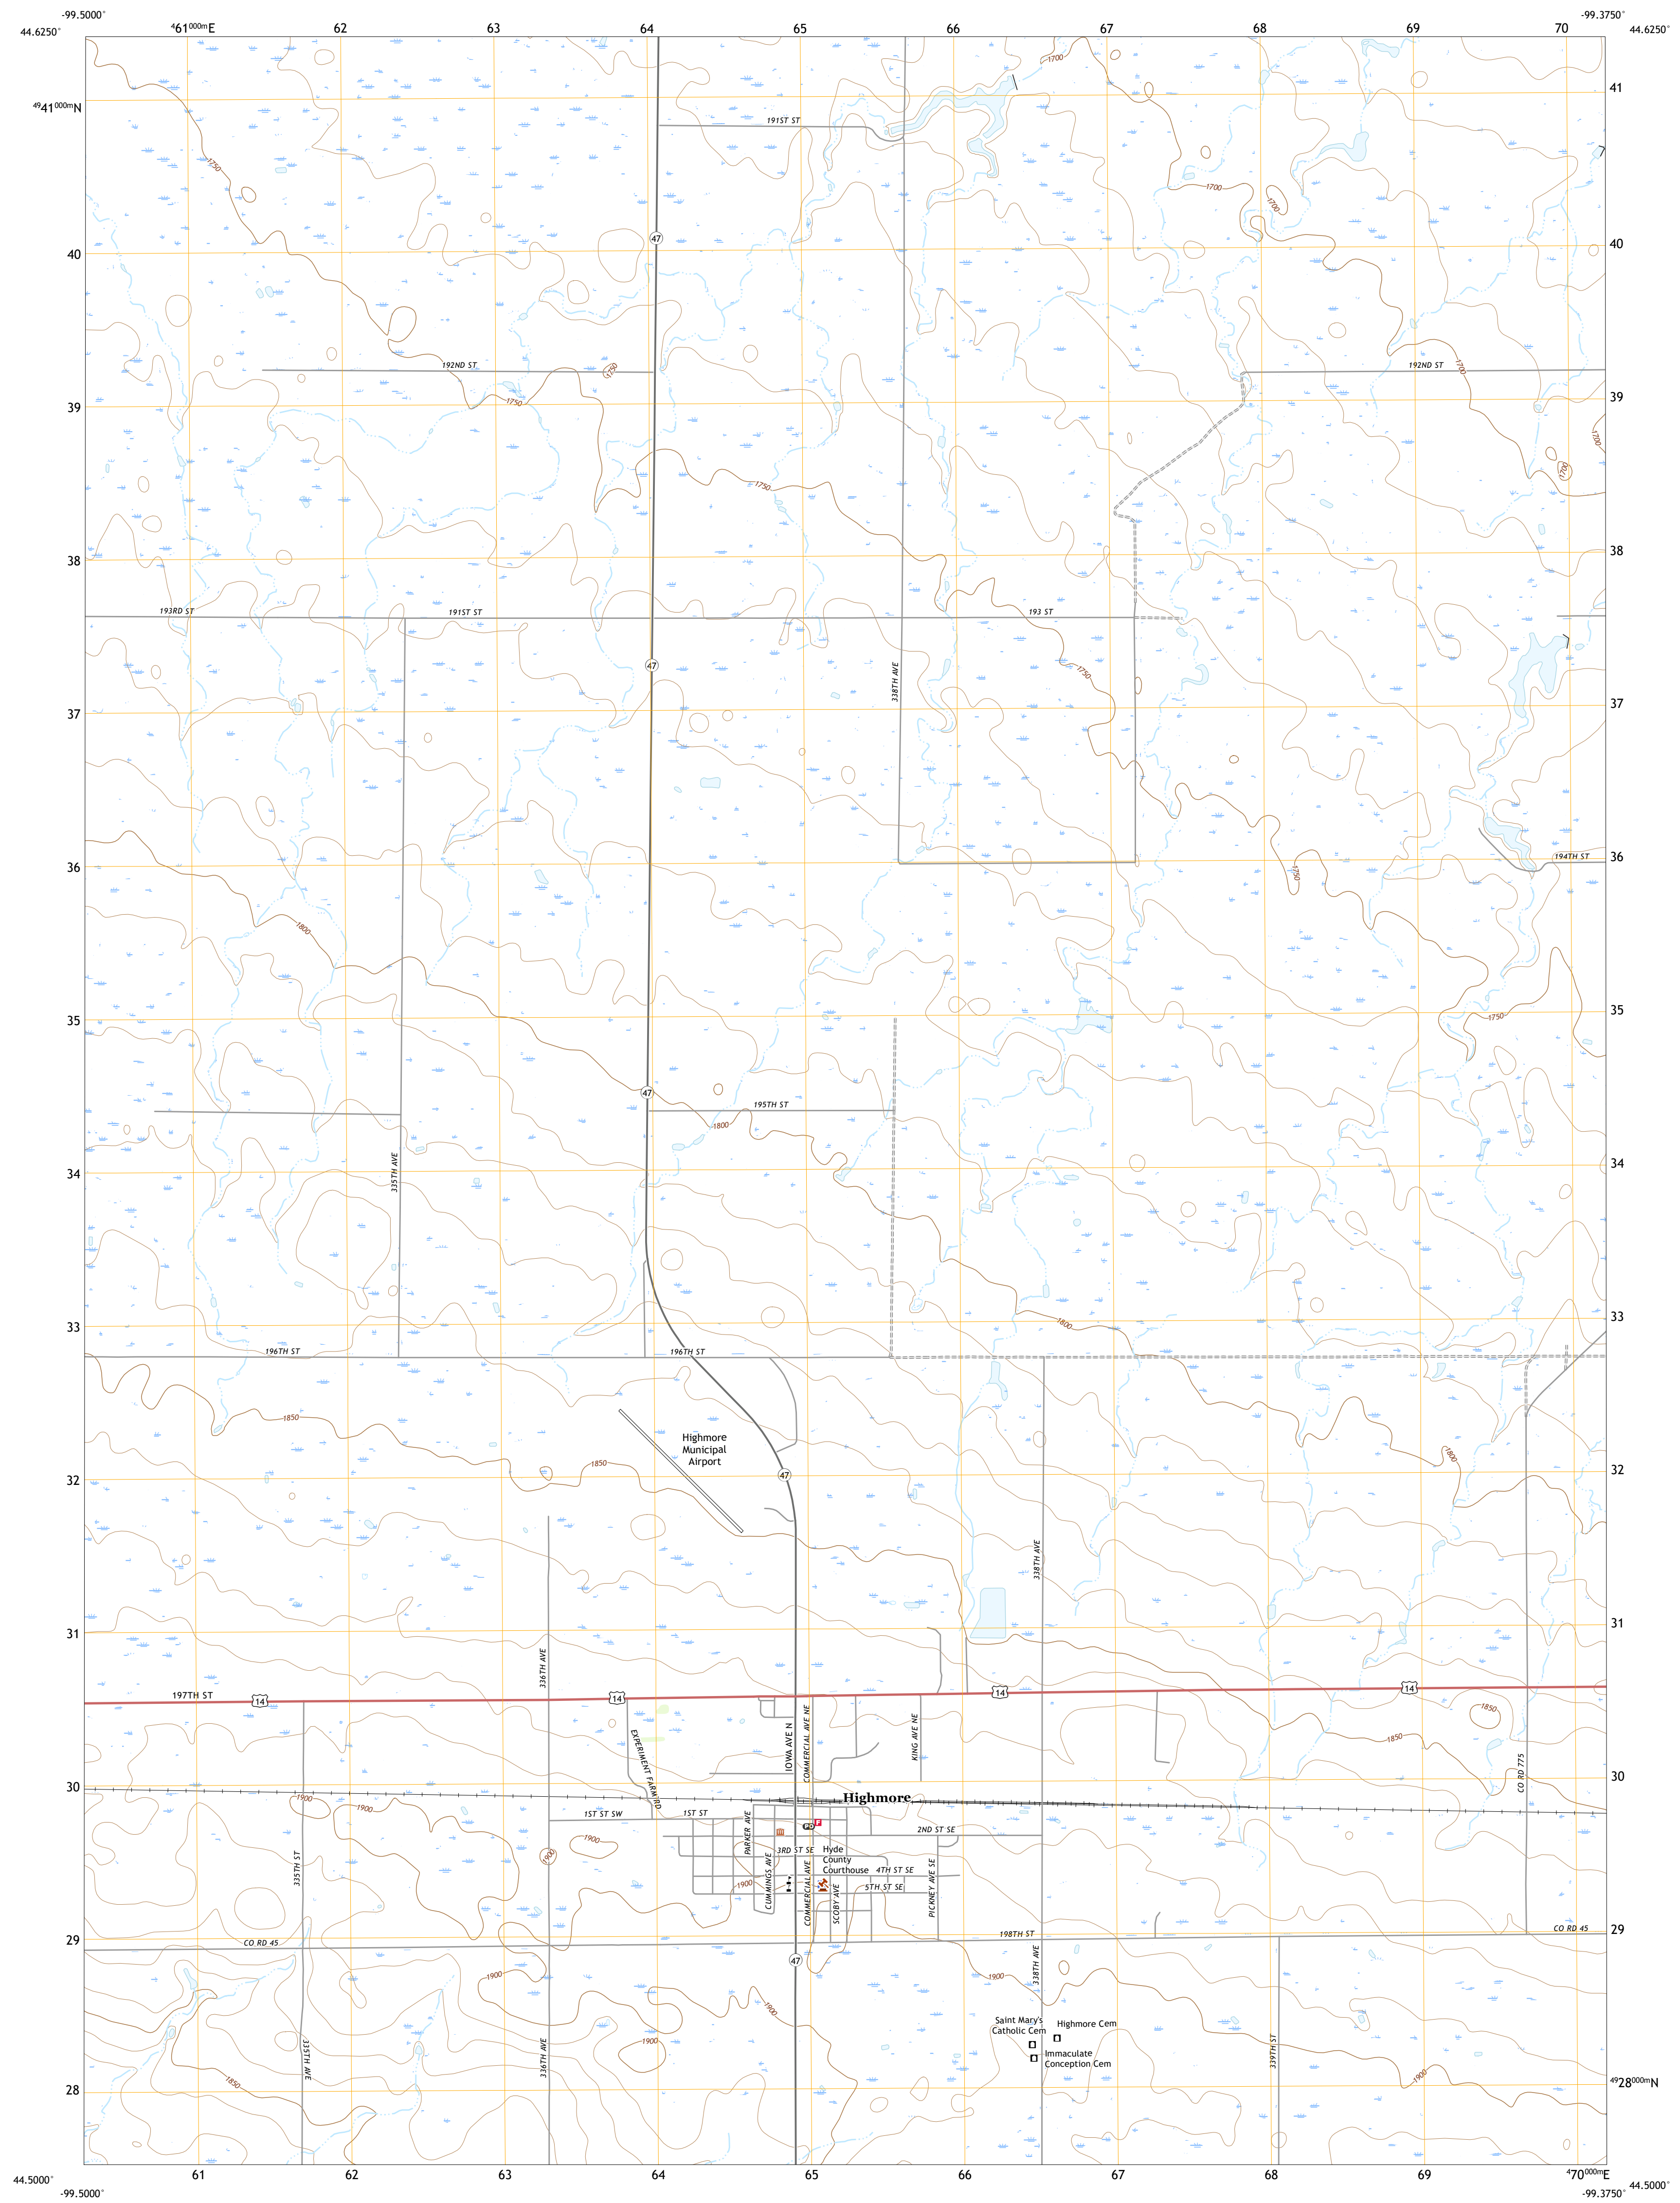 -99.5000° -99.3750°
44.6250° ⁴61⁰⁰⁰ᵐE 62 63 64 65 66 67 68 69 70 44.6250°
1700
⁴⁹41⁰⁰⁰ᵐN 41
191ST ST
1750
1700
1700
47
40 40
192ND ST 1750 192ND ST 1700
1750
39 39
1700
1700
1750
38 38
193RD ST 191ST ST 193 ST
47
338TH AVE
1750
37 37
36 194TH ST 36
1750
1800
35 35
1750
47
195TH ST
1800
335TH AVE
34 34
33 33
1800
196TH ST 196TH ST
1850
Highmore
Municipal
Airport
1850
1800
32 47 32
338TH AVE
31 31
336TH AVE
197TH ST
14 14 14 14
1850
EXPERIMENT FARM RD
IOWA AVE N
COMMERCIAL AVE NE
KING AVE NE
1850
CO RD 775
30 30
Highmore
1900 1900
1ST ST SW 1ST ST
PARKER AVE
PD F
2ND ST SE
1900
1900
3RD ST SE
Hyde
County
Courthouse
335TH ST
CUMMINGS AVE
COMMERCIAL AVE
SCOBY AVE
4TH ST SE
5TH ST SE
PICKNEY AVE SE
1900
29 CO RD 45 198TH ST CO RD 45 29
47
338TH AVE
1900 1900
1900
Saint Mary's
Catholic Cem
Highmore Cem
Immaculate
Conception Cem
335TH AVE
336TH AVE
339TH ST
1900
1850
1900
28 ⁴⁹28⁰⁰⁰ᵐN
44.5000° 61 62 63 64 65 66 67 68 69 ⁴70⁰⁰⁰ᵐE 44.5000°
-99.5000° -99.3750°